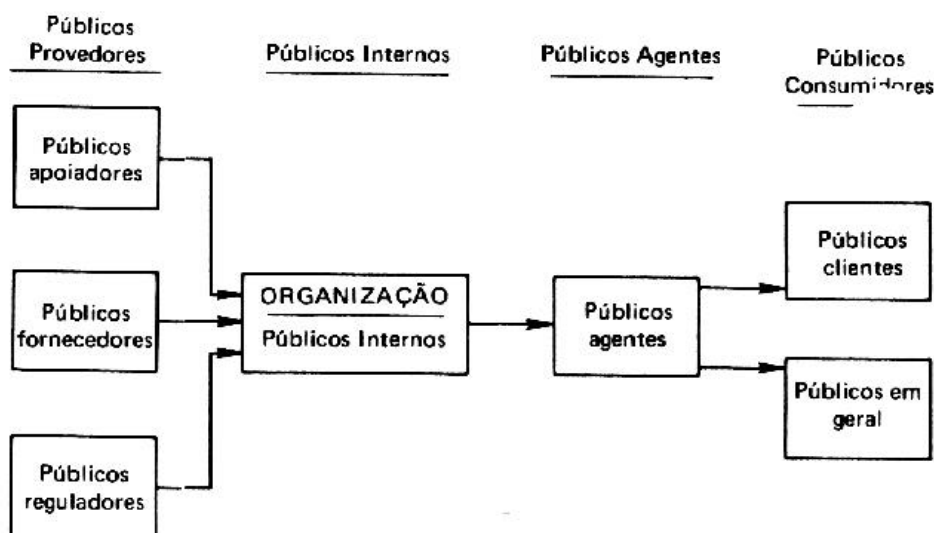 Públicos
Provedores
Públicos Internos
Públicos Agentes
Públicos
Consumidores
Públicos
apoiadores
Públicos
fornecedores
Públicos
reguladores
ORGANIZAÇÃO
Públicos Internos
Públicos
agentes
Públicos
clientes
Públicos em
geral